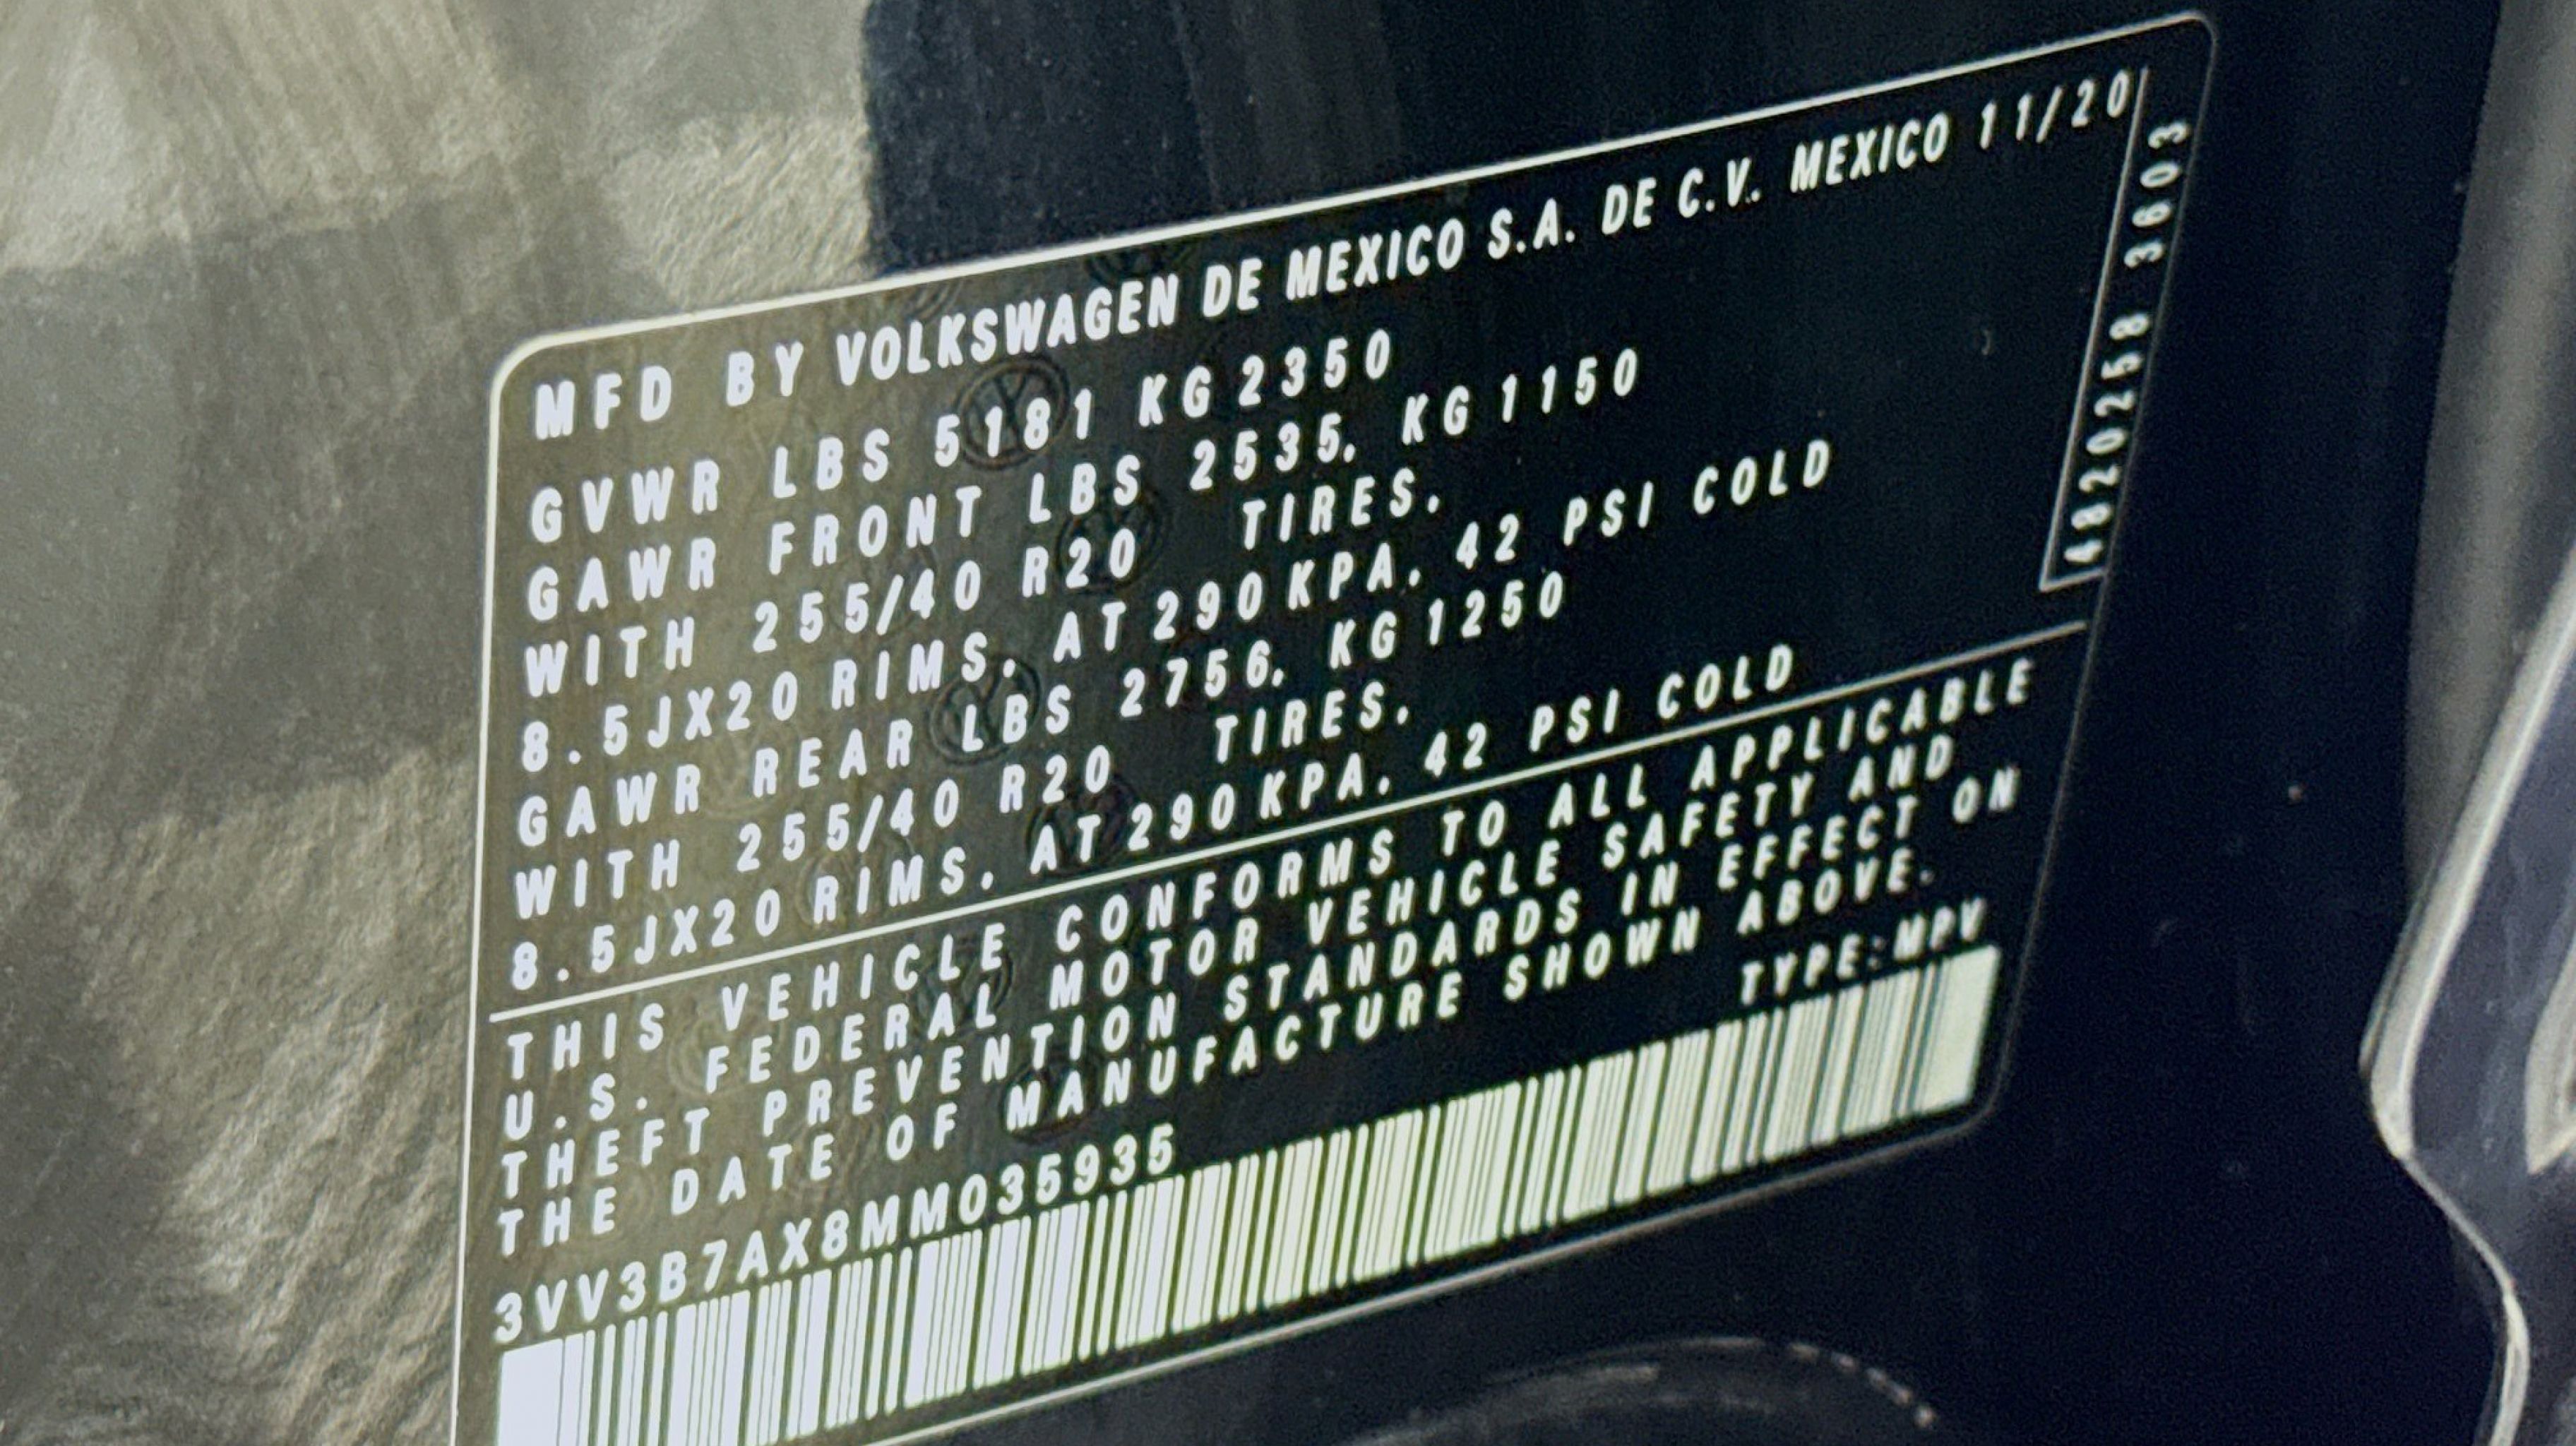 MFD BY VOLKSWAGEN DE MEXICO S.A. DE C.V. MEXICO 11/20
GVWR LBS 5181 KG 2350
GAWR FRONT LBS 2535, KG 1150
WITH 255/40 R20 TIRES,
8.5JX20 RIMS, AT 290 KPA, 42 PSI COLD
GAWR REAR LBS 2756, KG 1250
WITH 255/40 R20 TIRES,
8.5JX20 RIMS, AT 290 KPA, 42 PSI COLD
4820258 3603
THIS VEHICLE CONFORMS TO ALL APPLICABLE
U.S. FEDERAL MOTOR VEHICLE SAFETY AND
THEFT PREVENTION STANDARDS IN EFFECT ON
THE DATE OF MANUFACTURE SHOWN ABOVE.
TYPE:MPV
3VV3B7AX8MM035935